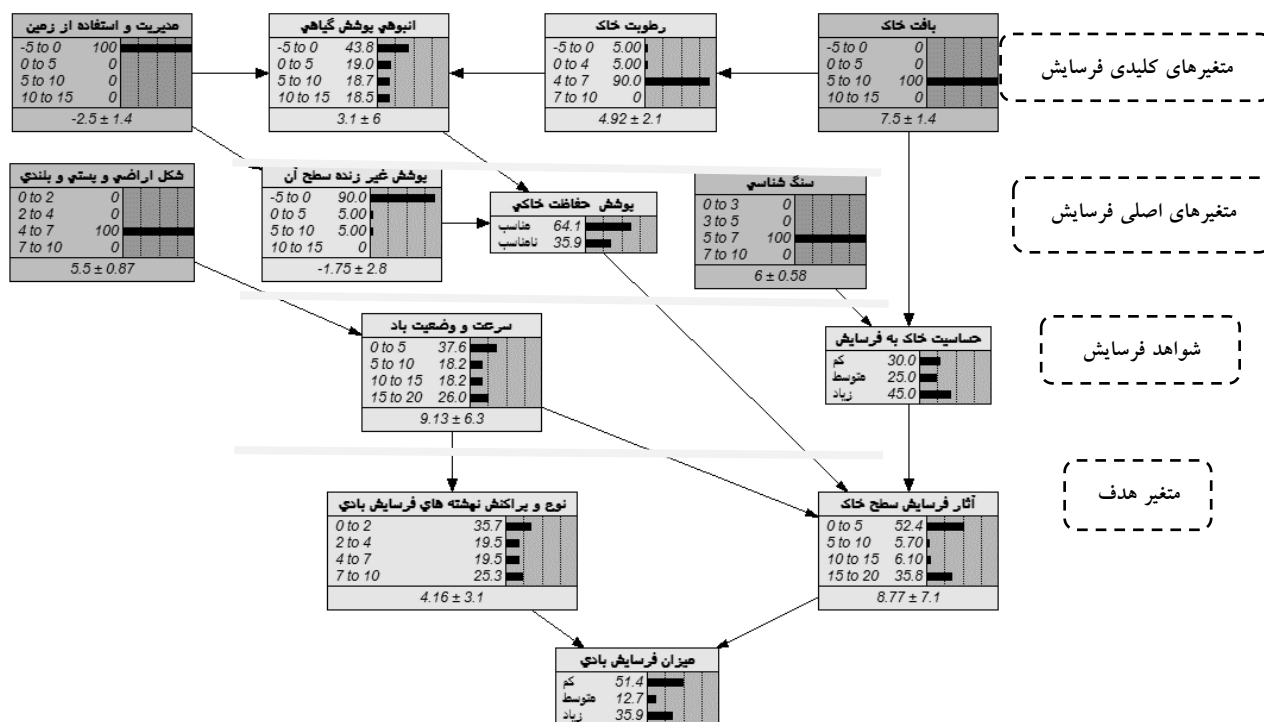 مديريت و استفاده از زمين
-5 to 0 100
0 to 5 0
5 to 10 0
10 to 15 0
-2.5 ± 1.4
انبوهي پوشش گياهي
-5 to 0 43.8
0 to 5 19.0
5 to 10 18.7
10 to 15 18.5
3.1 ± 6
رطوبت خاک
-5 to 0 5.00
0 to 4 5.00
4 to 7 90.0
7 to 10 0
4.92 ± 2.1
بافت خاک
-5 to 0 0
0 to 5 0
5 to 10 100
10 to 15 0
7.5 ± 1.4
متغیرهای کلیدی فرسایش
شکل اراضي و پستي و بلندي
0 to 2 0
2 to 4 0
4 to 7 100
7 to 10 0
5.5 ± 0.87
پوشش غير زنده سطح آن
-5 to 0 90.0
0 to 5 5.00
5 to 10 5.00
10 to 15 0
-1.75 ± 2.8
پوشش حفاظت خاکي
مناسب 64.1
نامناسب 35.9
سنگ شناسي
0 to 3 0
3 to 5 0
5 to 7 100
7 to 10 0
6 ± 0.58
متغیرهای اصلی فرسایش
سرعت و وضعيت باد
0 to 5 37.6
5 to 10 18.2
10 to 15 18.2
15 to 20 26.0
9.13 ± 6.3
حساسيت خاک به فرسايش
کم 30.0
متوسط 25.0
زياد 45.0
شواهد فرسایش
نوع و پراکنش نهشته هاي فرسايش بادي
0 to 2 35.7
2 to 4 19.5
4 to 7 19.5
7 to 10 25.3
4.16 ± 3.1
آثار فرسايش سطح خاک
0 to 5 52.4
5 to 10 5.70
10 to 15 6.10
15 to 20 35.8
8.77 ± 7.1
متغیر هدف
ميزان فرسايش بادي
کم 51.4
متوسط 12.7
زياد 35.9